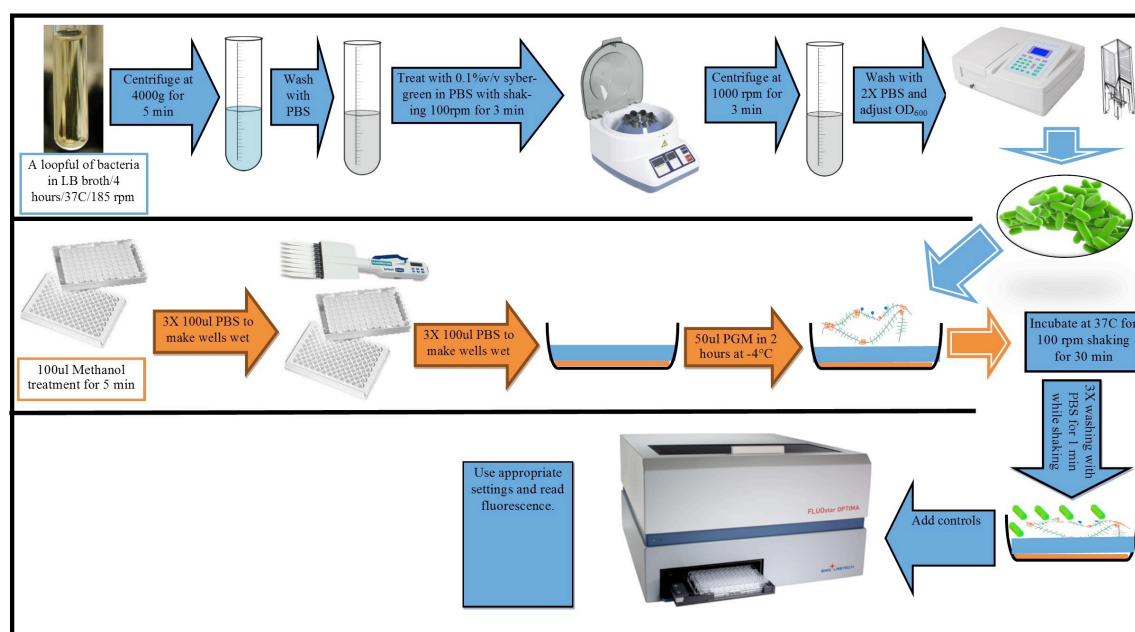 Centrifuge at
4000g for
5 min
Wash
with
PBS
Treat with 0.1%v/v syber-
green in PBS with sha-
king 100rpm for 3 min
Centrifuge at
1000 rpm for
3 min
Wash with
2X PBS and
adjust OD₆₀₀
A loopful of bacteria
in LB broth/4
hours/37C/185 rpm
100ul Methanol
treatment for 5 min
3X 100ul PBS to
make wells wet
3X 100ul PBS to
make wells wet
50ul PGM in 2
hours at -4°C
Incubate at 37C for
100 rpm shaking
for 30 min
3X washing with
PBS for 1 min
while shaking
Add controls
Use appropriate
settings and read
fluorescence.
FLUOstar OPTIMA
BMG LABTECH